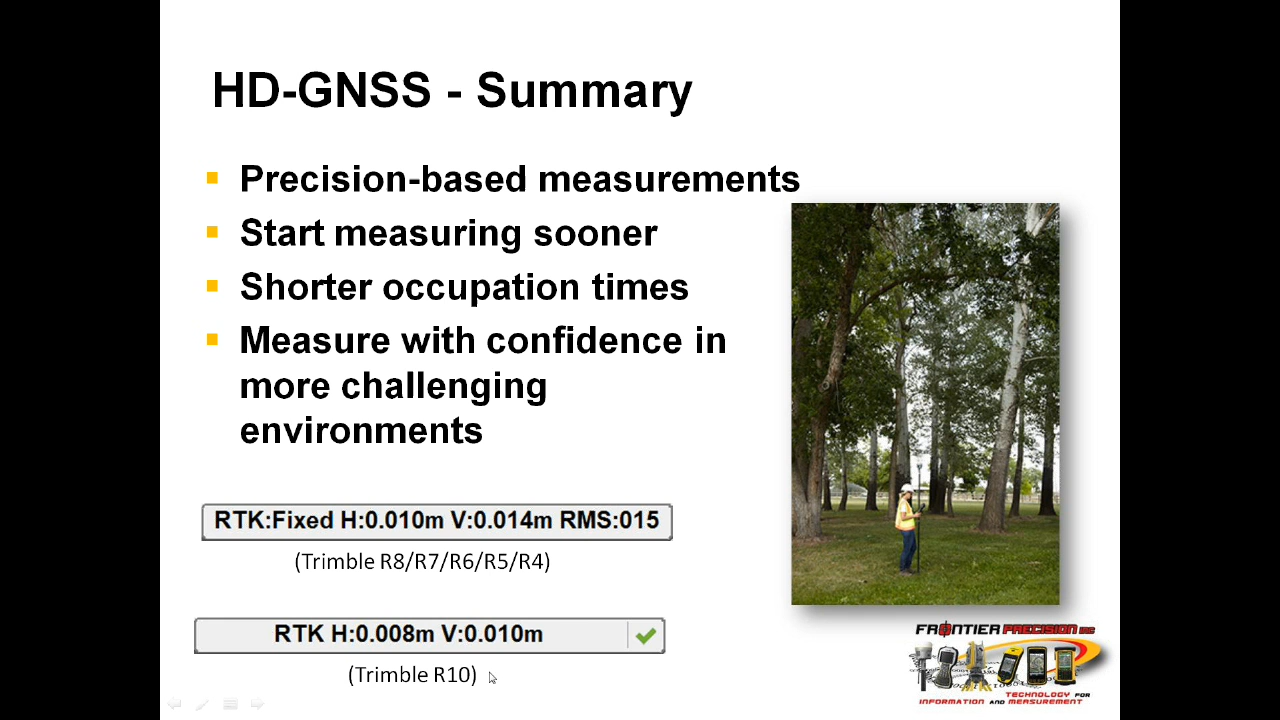 HD-GNSS - Summary
Precision-based measurements
Start measuring sooner
Shorter occupation times
Measure with confidence in
more challenging
environments
RTK:Fixed H:0.010m V:0.014m RMS:015
(Trimble R8/R7/R6/R5/R4)
RTK H:0.008m V:0.010m
(Trimble R10)
FRONTIER PRECISION INC
TECHNOLOGY FOR
INFORMATION AND MEASUREMENT